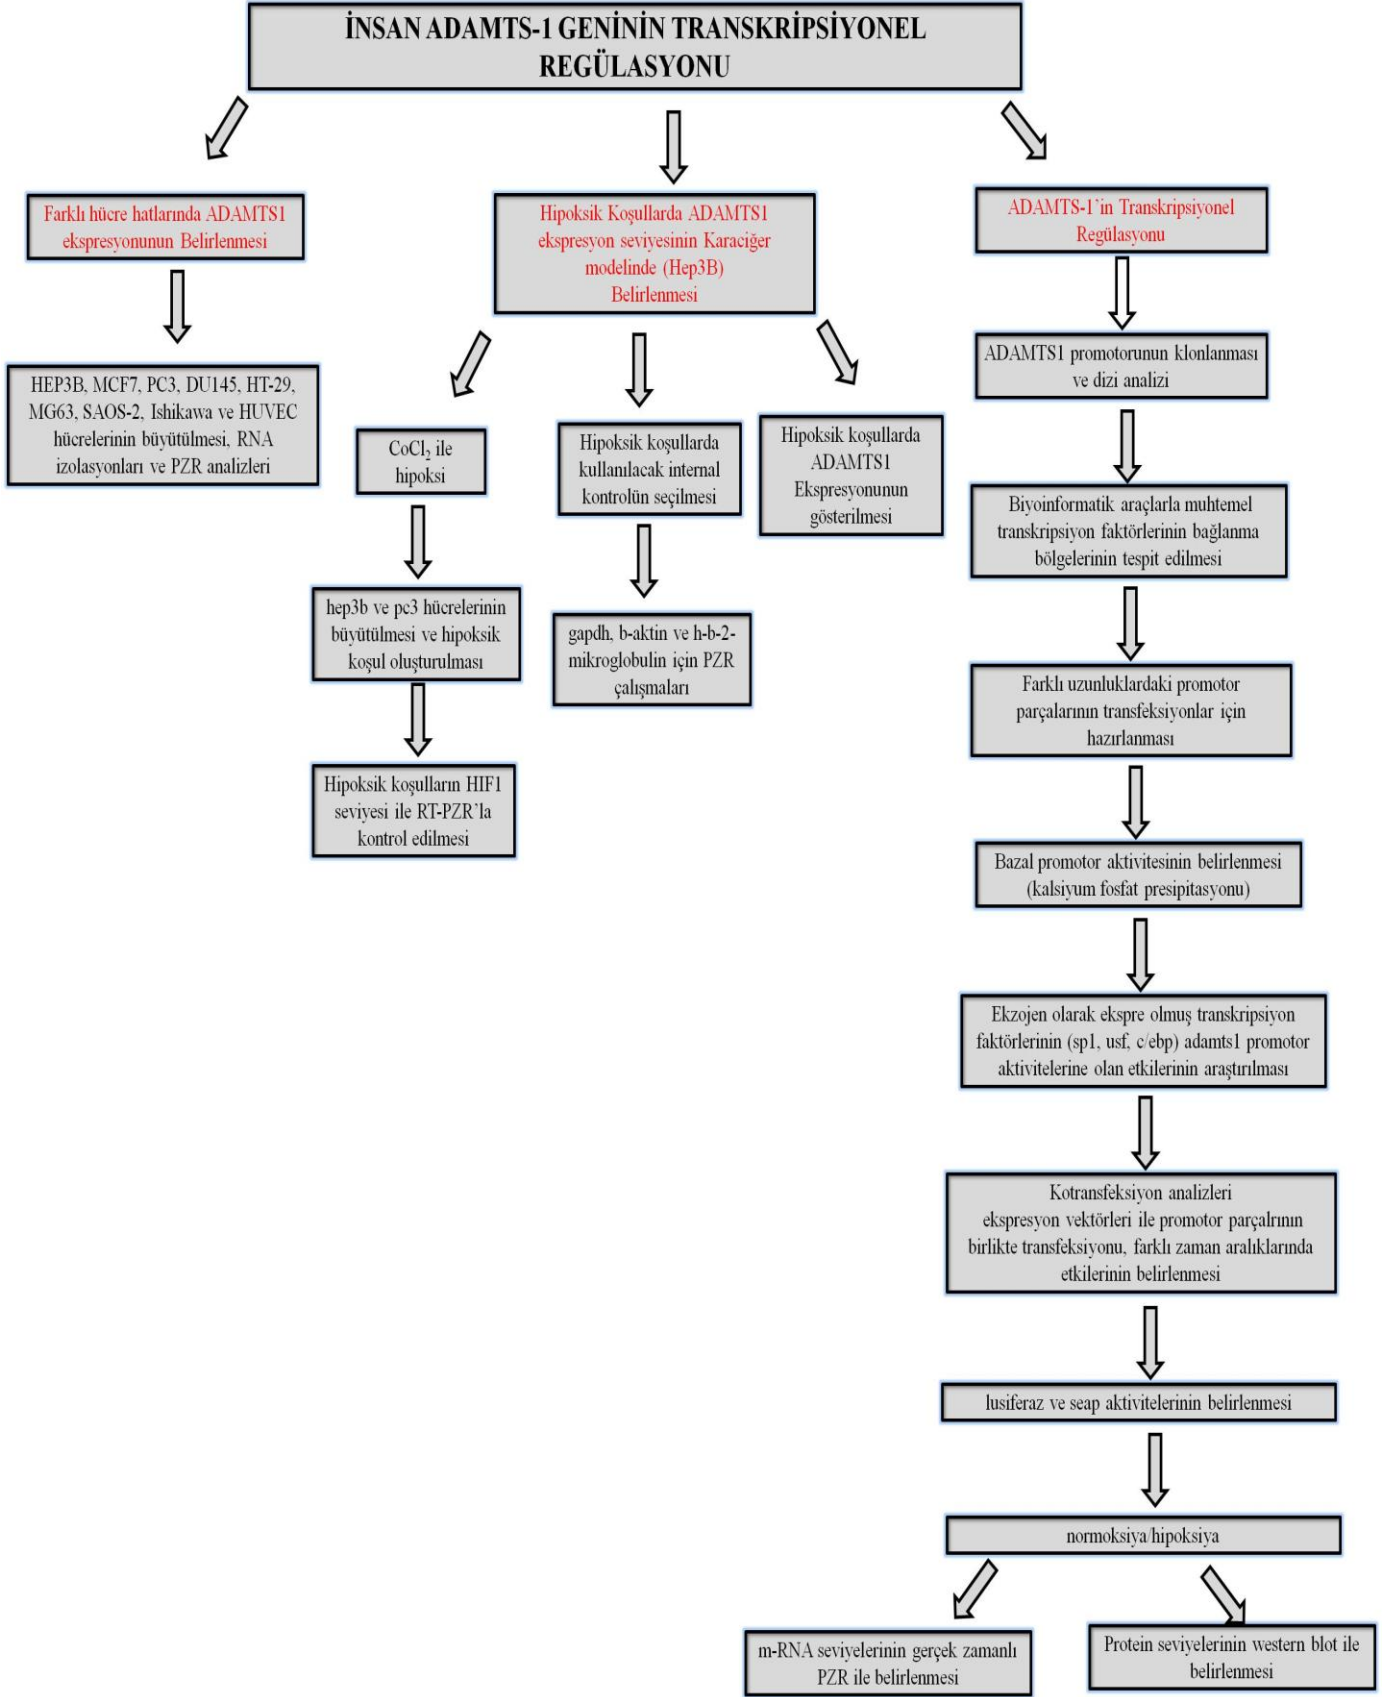 İNSAN ADAMTS-1 GENİNİN TRANSKRİPSİYONEL
REGÜLASYONU
Farklı hücre hatlarında ADAMTS1
ekspresyonunun Belirlenmesi
HEP3B, MCF7, PC3, DU145, HT-29,
MG63, SAOS-2, Ishikawa ve HUVEC
hücrelerinin büyütülmesi, RNA
izolasyonları ve PZR analizleri
Hipoksik Koşullarda ADAMTS1
ekspresyon seviyesinin Karaciğer
modelinde (Hep3B)
Belirlenmesi
CoCl₂ ile
hipoksi
hep3b ve pc3 hücrelerinin
büyütülmesi ve hipoksik
koşul oluşturulması
Hipoksik koşulların HIF1
seviyesi ile RT-PZR'la
kontrol edilmesi
Hipoksik koşullarda
kullanılacak internal
kontrolün seçilmesi
gapdh, b-aktin ve h-b-2-
mikroglobulin için PZR
çalışmaları
Hipoksik koşullarda
ADAMTS1
Ekspresyonunun
gösterilmesi
ADAMTS-1'in Transkripsiyonel
Regülasyonu
ADAMTS1 promotorunun klonlanması
ve dizi analizi
Biyoinformatik araçlarla muhtemel
transkripsiyon faktörlerinin bağlanma
bölgelerinin tespit edilmesi
Farklı uzunluklardaki promotor
parçalarının transfeksiyonlar için
hazırlanması
Bazal promotor aktivitesinin belirlenmesi
(kalsiyum fosfat presipitasyonu)
Ekzojen olarak ekspre olmuş transkripsiyon
faktörlerinin (sp1, usf, c/ebp) adamts1 promotor
aktivitelerine olan etkilerinin araştırılması
Kotransfeksiyon analizleri
ekspresyon vektörleri ile promotor parçalrının
birlikte transfeksiyonu, farklı zaman aralıklarında
etkilerinin belirlenmesi
lusiferaz ve seap aktivitelerinin belirlenmesi
normoksiya/hipoksiya
m-RNA seviyelerinin gerçek zamanlı
PZR ile belirlenmesi
Protein seviyelerinin western blot ile
belirlenmesi